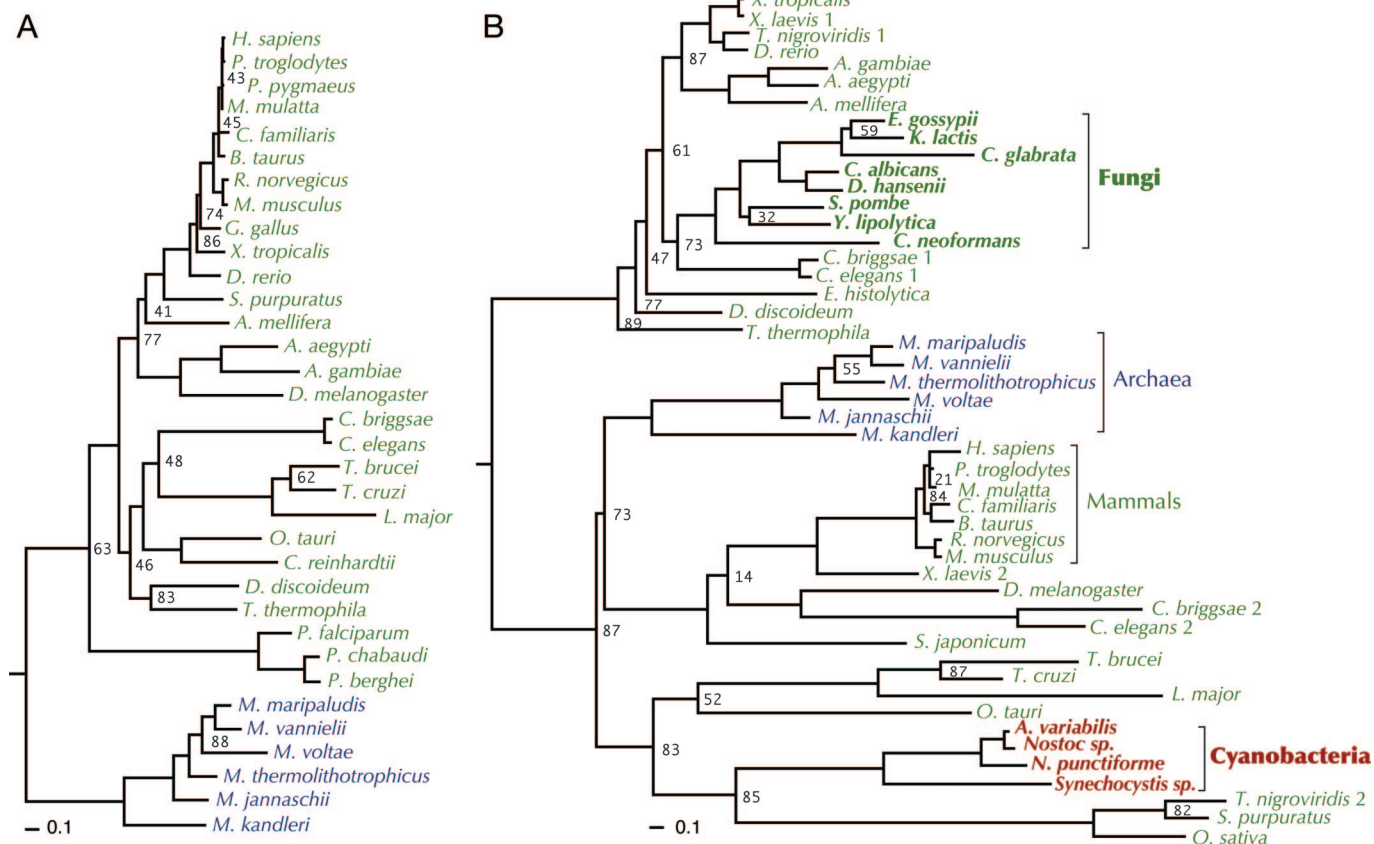 A
H. sapiens
P. troglodytes
43
P. pygmaeus
M. mulatta
45
C. familiaris
B. taurus
R. norvegicus
M. musculus
74
G. gallus
86
X. tropicalis
D. rerio
S. purpuratus
41
A. mellifera
77
A. aegypti
A. gambiae
D. melanogaster
C. briggsae
C. elegans
48
T. brucei
62
T. cruzi
L. major
O. tauri
63
46
C. reinhardtii
D. discoideum
83
T. thermophila
P. falciparum
P. chabaudi
P. berghei
M. maripaludis
M. vannielii
88
M. voltae
M. thermolithotrophicus
M. jannaschii
M. kandleri
0.1
B
X. tropicalis
X. laevis 1
T. nigroviridis 1
D. rerio
87
A. gambiae
A. aegypti
A. mellifera
E. gossypii
59
K. lactis
61
C. glabrata
C. albicans
Fungi
D. hansenii
S. pombe
32
Y. lipolytica
73
C. neoformans
47
C. briggsae 1
C. elegans 1
E. histolytica
77
D. discoideum
89
T. thermophila
M. maripaludis
M. vannielii
55
M. thermolithotrophicus
Archaea
M. voltae
M. jannaschii
M. kandleri
H. sapiens
P. troglodytes
21
M. mulatta
84
Mammals
C. familiaris
73
B. taurus
R. norvegicus
M. musculus
14
X. laevis 2
D. melanogaster
C. briggsae 2
C. elegans 2
87
S. japonicum
T. brucei
87
T. cruzi
L. major
52
O. tauri
A. variabilis
83
Nostoc sp.
Cyanobacteria
N. punctiforme
Synechocystis sp.
85
T. nigroviridis 2
82
S. purpuratus
0.1
O. sativa